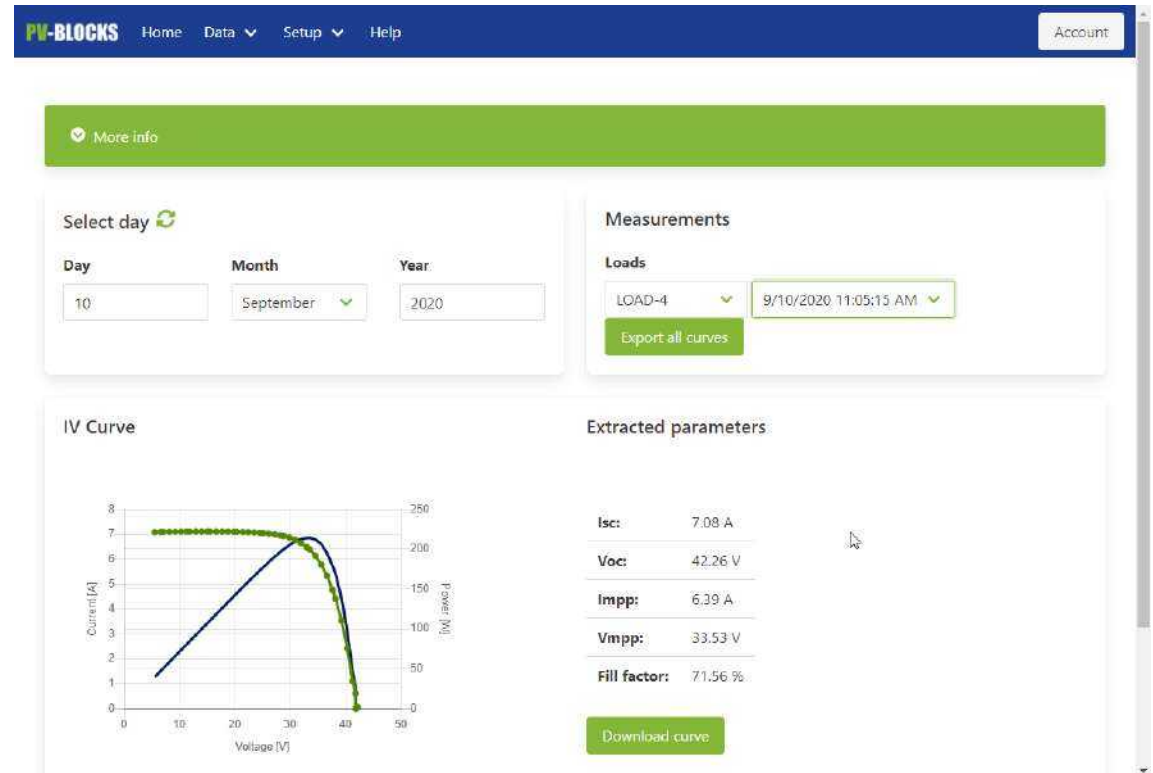 PV-BLOCKS Home Data Setup Help Account
More info
Select day
Day Month Year
10 September 2020
Measurements
Loads
LOAD-4 9/10/2020 11:05:15 AM
Export all curves
IV Curve
8 250
7
6 200
5 150
4
3 100
2 50
1
0 0
0 10 20 30 40 50
Current [A]
Power [W]
Voltage [V]
Extracted parameters
Isc: 7.08 A
Voc: 42.26 V
Impp: 6.39 A
Vmpp: 33.53 V
Fill factor: 71.56 %
Download curve